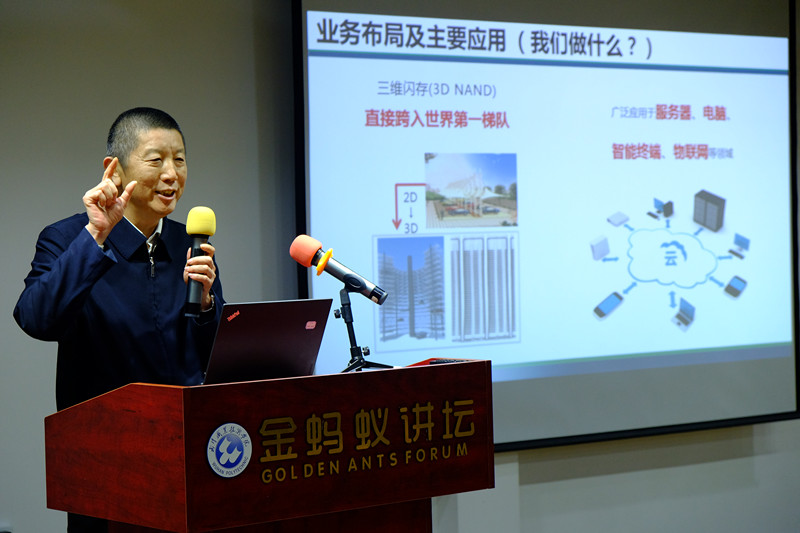 业务布局及主要应用（我们做什么？）
三维闪存(3D NAND)
直接跨入世界第一梯队
2D
↓
3D
广泛应用于服务器、电脑、
智能终端、物联网等领域
云
金蚂蚁讲坛
GOLDEN ANTS FORUM
WUHAN POLYTECHNIC